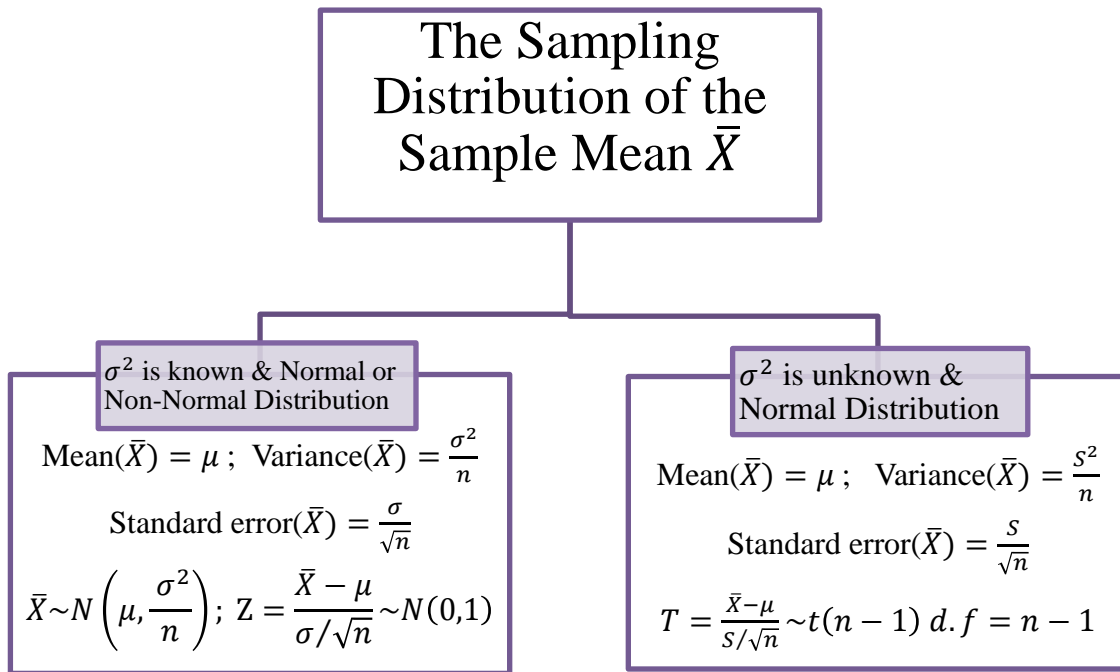 The Sampling
Distribution of the
Sample Mean X̄
σ² is known & Normal or
Non-Normal Distribution
Mean(X̄) = μ ; Variance(X̄) = σ²/n
Standard error(X̄) = σ/√n
X̄~N(μ, σ²/n); Z = (X̄ − μ)/(σ/√n) ~N(0,1)
σ² is unknown &
Normal Distribution
Mean(X̄) = μ ; Variance(X̄) = S²/n
Standard error(X̄) = S/√n
T = (X̄−μ)/(S/√n) ~t(n − 1) d. f = n − 1